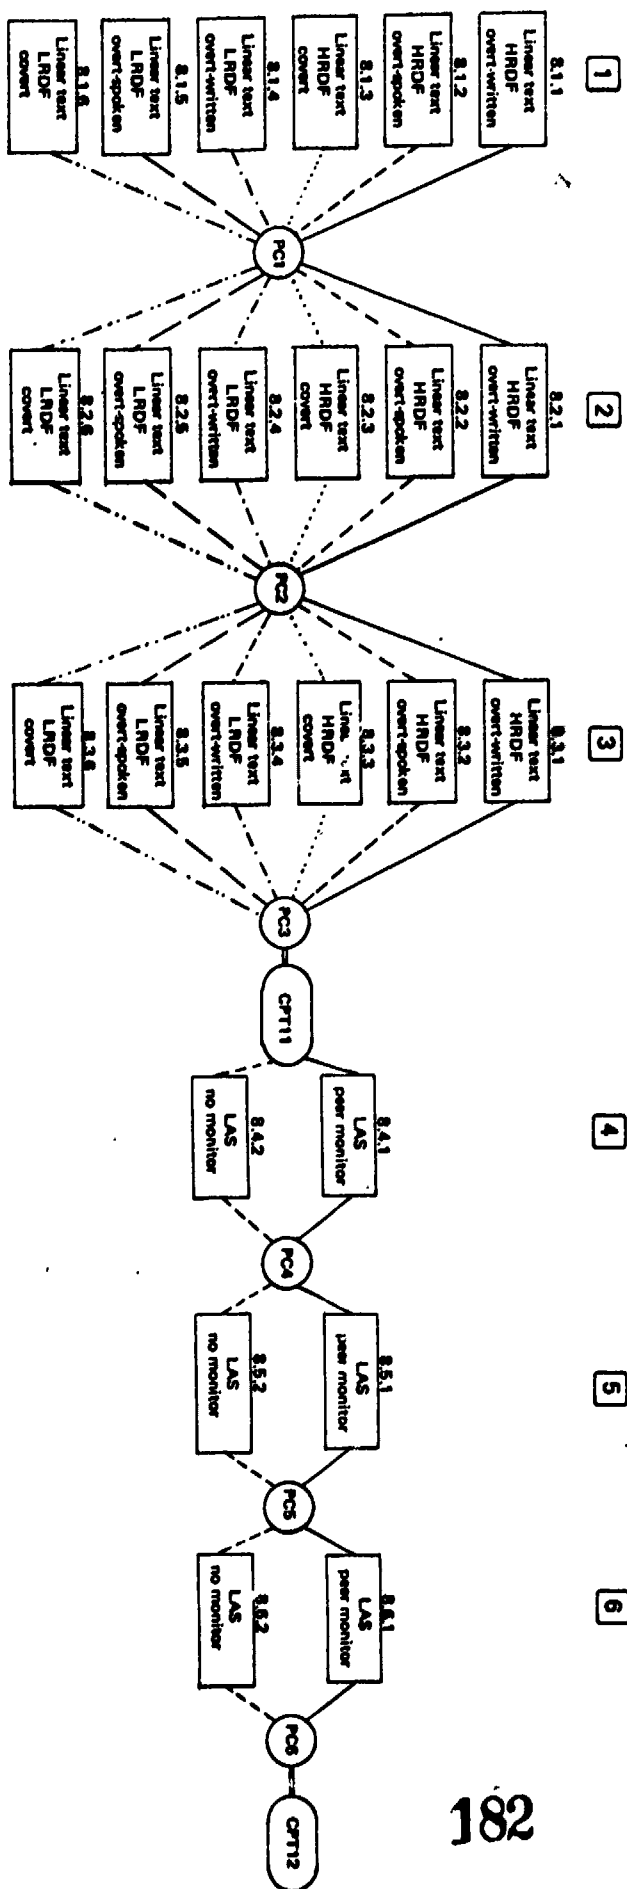 1
8.1.1
Linear text
HRDF
overt-written
8.1.2
Linear text
HRDF
overt-spoken
8.1.3
Linear text
HRDF
covert
8.1.4
Linear text
LRDF
overt-written
8.1.5
Linear text
LRDF
overt-spoken
8.1.6
Linear text
LRDF
covert
PC1
2
8.2.1
Linear text
HRDF
overt-written
8.2.2
Linear text
HRDF
overt-spoken
8.2.3
Linear text
HRDF
covert
8.2.4
Linear text
LRDF
overt-written
8.2.5
Linear text
LRDF
overt-spoken
8.2.6
Linear text
LRDF
covert
PC2
3
8.3.1
Linear text
HRDF
overt-written
8.3.2
Linear text
HRDF
overt-spoken
8.3.3
HRDF
covert
8.3.4
Linear text
LRDF
overt-written
8.3.5
Linear text
LRDF
overt-spoken
8.3.6
Linear text
LRDF
covert
PC3
CPT11
4
8.4.1
LAS
peer monitor
8.4.2
LAS
no monitor
PC4
5
8.5.1
LAS
peer monitor
8.5.2
LAS
no monitor
PC5
6
8.6.1
LAS
peer monitor
8.6.2
LAS
no monitor
PC6
CPT12
182